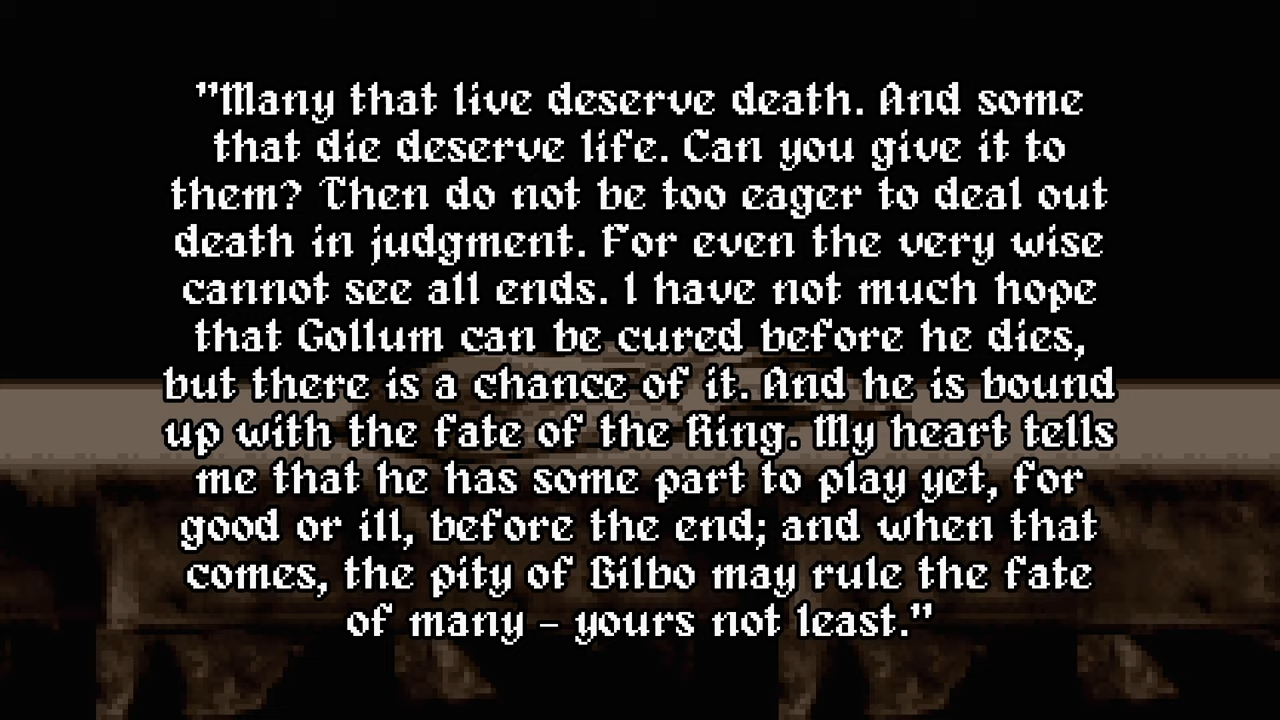 "Many that live deserve death. And some
that die deserve life. Can you give it to
them? Then do not be too eager to deal out
death in judgment. For even the very wise
cannot see all ends. I have not much hope
that Gollum can be cured before he dies,
but there is a chance of it. And he is bound
up with the fate of the Ring. My heart tells
me that he has some part to play yet, for
good or ill, before the end; and when that
comes, the pity of Bilbo may rule the fate
of many - yours not least."